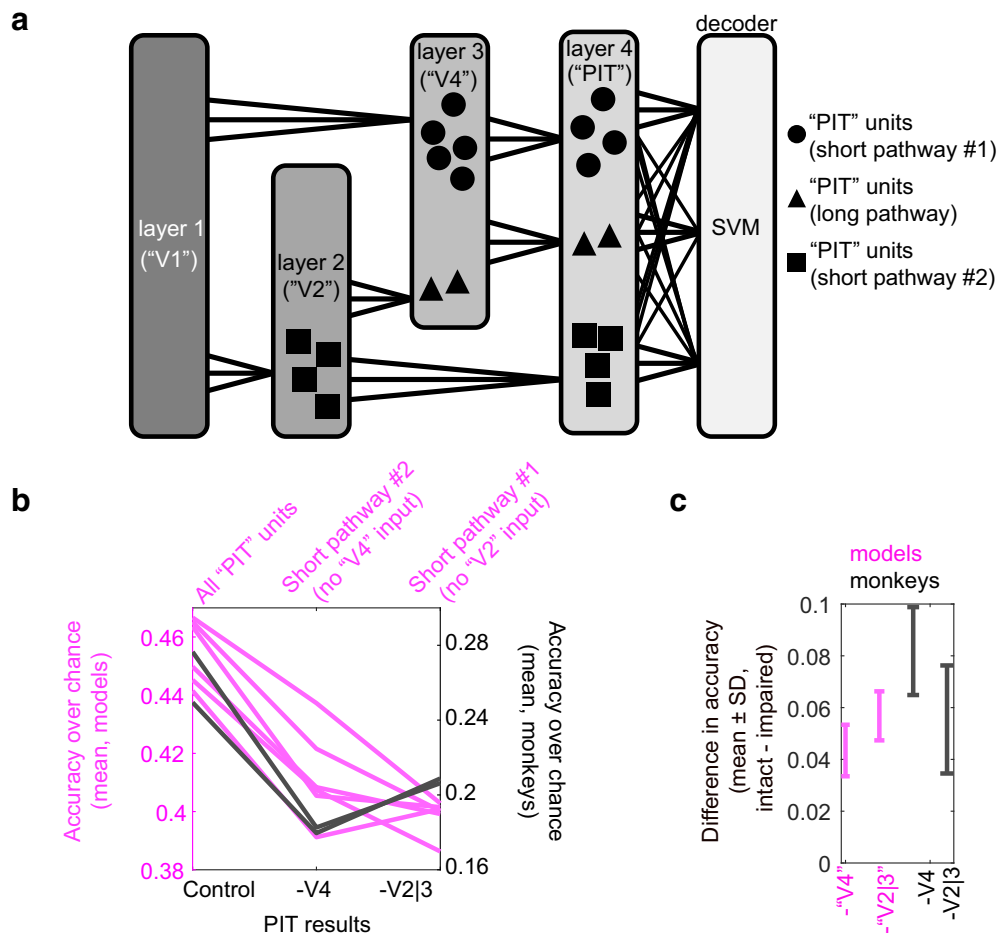 a
decoder
layer 1
("V1")
layer 2
("V2")
layer 3
("V4")
layer 4
("PIT")
SVM
"PIT" units
(short pathway #1)
"PIT" units
(long pathway)
"PIT" units
(short pathway #2)
b
All "PIT" units
Short pathway #2
(no "V4" input)
Short pathway #1
(no "V2" input)
Accuracy over chance
(mean, models)
0.46
0.44
0.42
0.4
0.38
0.28
0.24
0.2
0.16
Accuracy over chance
(mean, monkeys)
Control
-V4
-V2|3
PIT results
c
models
monkeys
Difference in accuracy
(mean ± SD,
intact - impaired)
0.1
0.08
0.06
0.04
0.02
0
-"V4"
-"V2|3"
-V4
-V2|3